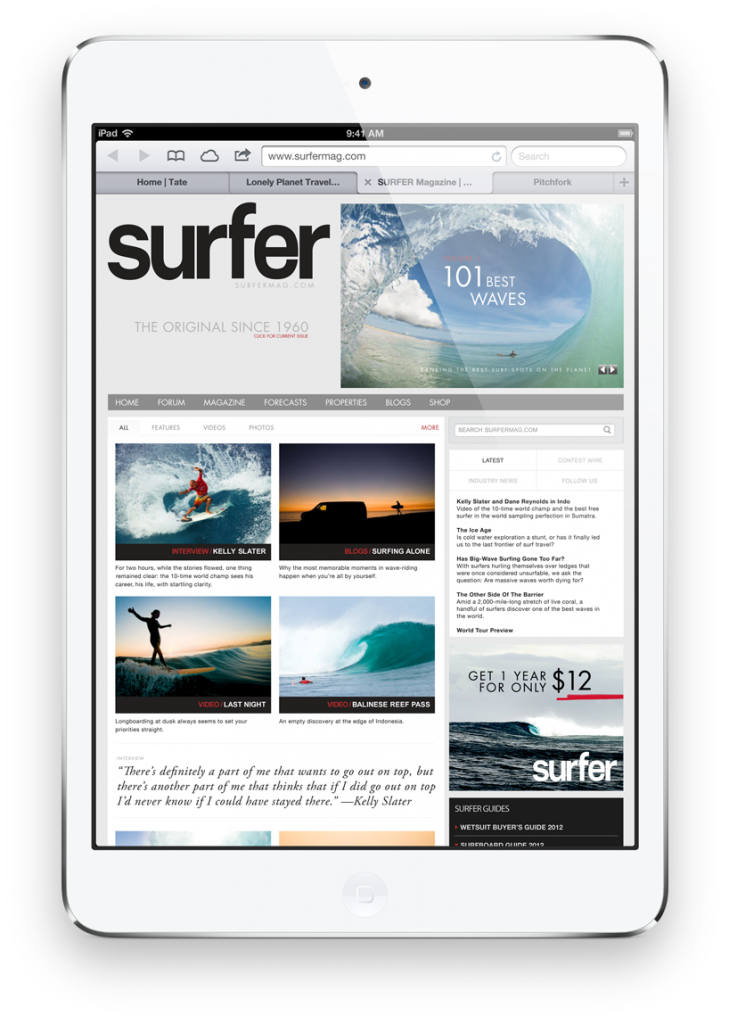 iPad
9:41 AM
www.surfermag.com
Search
Home | Tate
Lonely Planet Travel...
SURFER Magazine | ...
Pitchfork
surfer
SURFERMAG.COM
THE ORIGINAL SINCE 1960
CLICK FOR CURRENT ISSUE
101 BEST
WAVES
RANKING THE BEST SURF SPOTS ON THE PLANET
HOME FORUM MAGAZINE FORECASTS PROPERTIES BLOGS SHOP
ALL FEATURES VIDEOS PHOTOS MORE
INTERVIEW / KELLY SLATER
For two hours, while the stories flowed, one thing
remained clear: the 10-time world champ sees his
career, his life, with startling clarity.
BLOGS / SURFING ALONE
Why the most memorable moments in wave-riding
happen when you're all by yourself.
VIDEO / LAST NIGHT
Longboarding at dusk always seems to set your
priorities straight.
VIDEO / BALINESE REEF PASS
An empty discovery at the edge of Indonesia.
INTERVIEW
“There's definitely a part of me that wants to go out on top, but
there's another part of me that thinks that if I did go out on top
I'd never know if I could have stayed there.” —Kelly Slater
SEARCH SURFERMAG.COM
LATEST CONTEST WIRE
INDUSTRY NEWS FOLLOW US
Kelly Slater and Dane Reynolds in Indo
Video of the 10-time world champ and the best free
surfer in the world sampling perfection in Sumatra.
The Ice Age
Is cold water exploration a stunt, or has it finally led
us to the last frontier of surf travel?
Has Big-Wave Surfing Gone Too Far?
With surfers hurling themselves over ledges that
were once considered unsurfable, we ask the
question: Are massive waves worth dying for?
The Other Side Of The Barrier
Amid a 2,000-mile-long stretch of live coral, a
handful of surfers discover one of the best waves in
the world.
World Tour Preview
GET 1 YEAR
FOR ONLY $12
surfer
SURFER GUIDES
WETSUIT BUYER'S GUIDE 2012
SURFBOARD GUIDE 2012